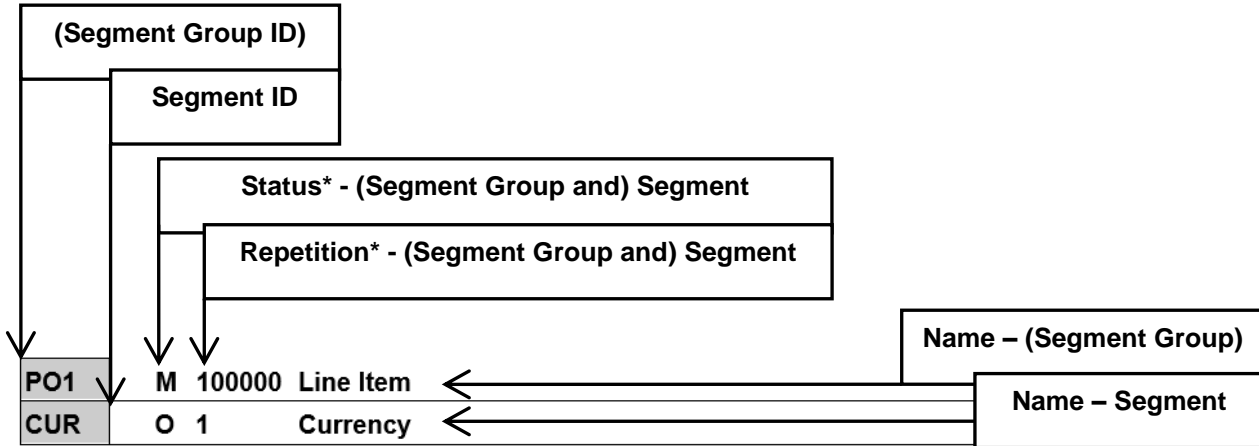 (Segment Group ID)
Segment ID
Status* - (Segment Group and) Segment
Repetition* - (Segment Group and) Segment
Name – (Segment Group)
PO1 M 100000 Line Item
Name – Segment
CUR O 1 Currency